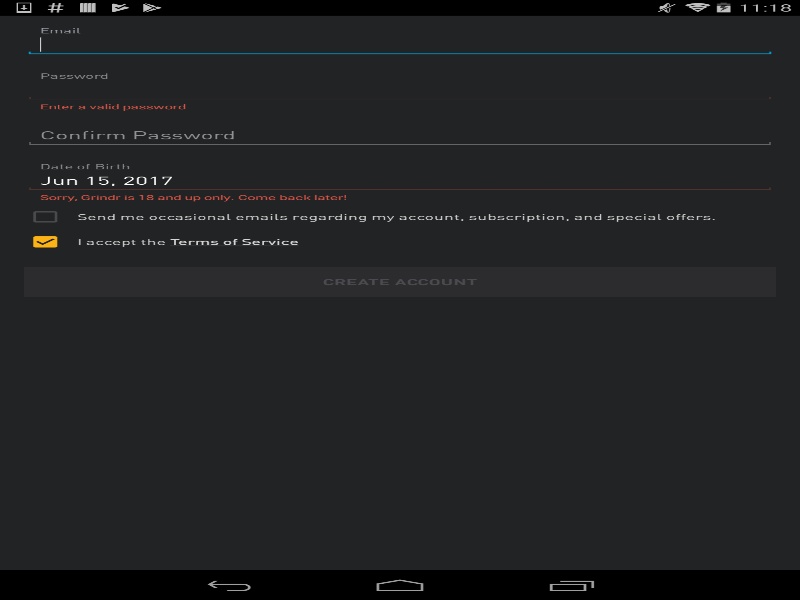 11:18
Email
Password
Enter a valid password
Confirm Password
Date of Birth
Jun 15, 2017
Sorry, Grindr is 18 and up only. Come back later!
Send me occasional emails regarding my account, subscription, and special offers.
I accept the Terms of Service
CREATE ACCOUNT